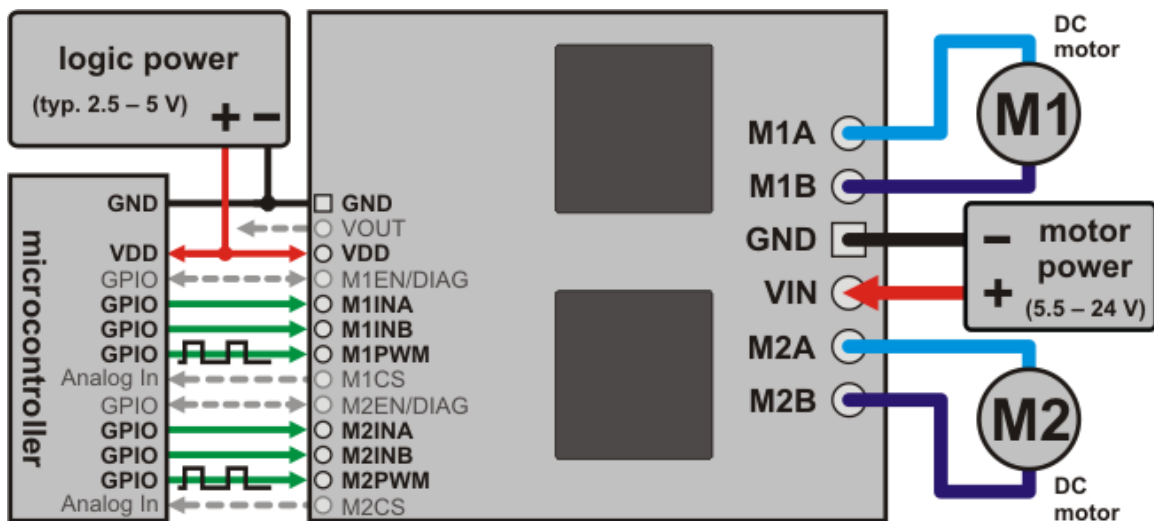 logic power
(typ. 2.5 – 5 V)
+ −
microcontroller
GND
VDD
GPIO
GPIO
GPIO
GPIO
Analog In
GPIO
GPIO
GPIO
GPIO
Analog In
GND
VOUT
VDD
M1EN/DIAG
M1INA
M1INB
M1PWM
M1CS
M2EN/DIAG
M2INA
M2INB
M2PWM
M2CS
M1A
M1B
GND
VIN
M2A
M2B
DC
motor
M1
− motor
power
+
(5.5 – 24 V)
M2
DC
motor